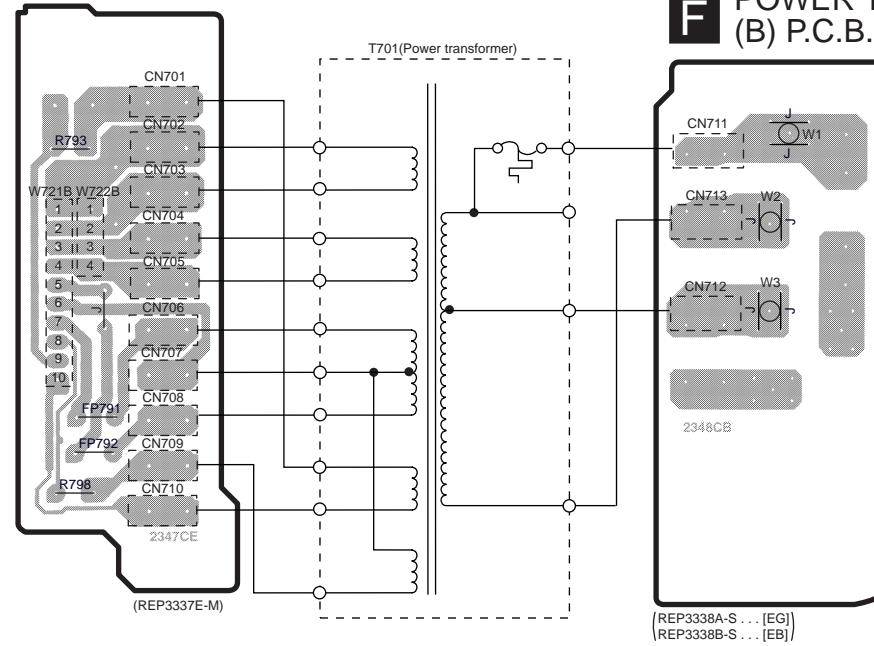 F
POWER T
(B) P.C.B.
T701(Power transformer)
CN701
R793
CN702
CN703
W721B W722B
1 1
2 2
3 3
4 4
5
6
7
8
9
10
CN704
CN705
J
CN706
CN707
FP791
CN708
FP792
CN709
R798
CN710
2347CE
(REP3337E-M)
CN711
J
W1
J
CN713
W2
J
J
CN712
W3
J
J
2348CB
(REP3338A-S . . . [EG])
(REP3338B-S . . . [EB])